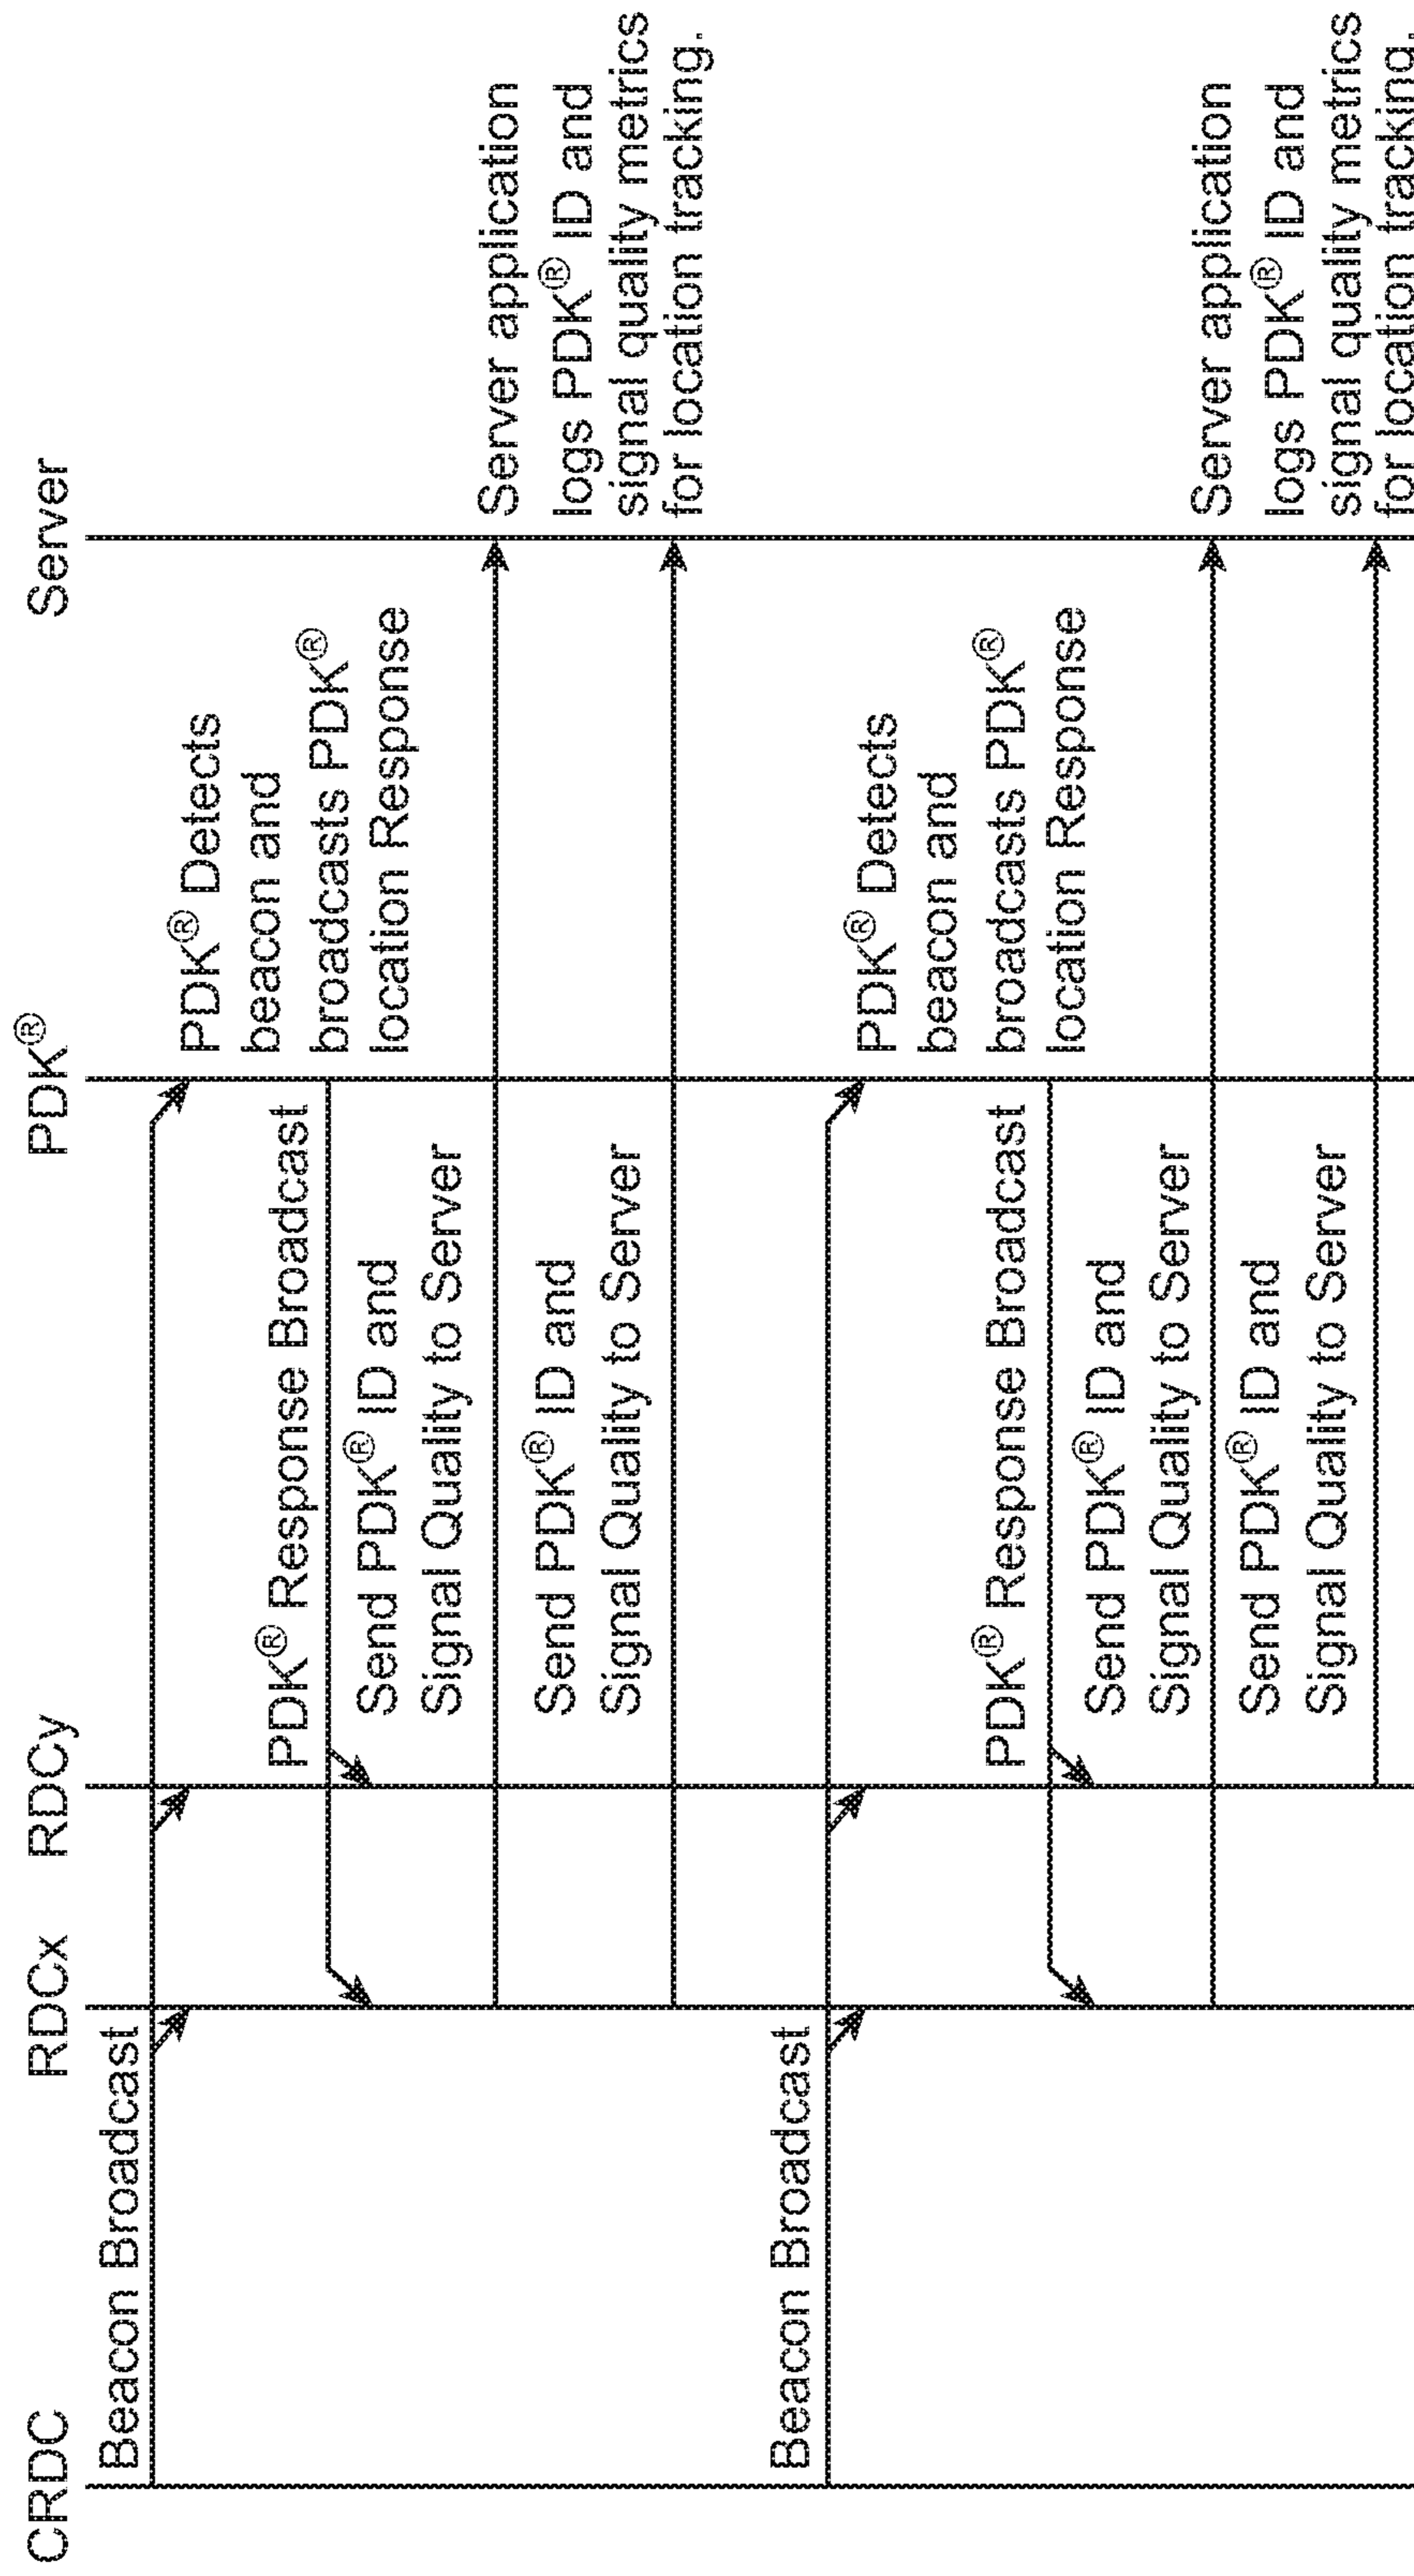 CRDC
RDCx
RDCy
PDK®
Server
Beacon Broadcast
PDK® Detects
beacon and
broadcasts PDK®
location Response
PDK® Response Broadcast
Send PDK® ID and
Signal Quality to Server
Server application
logs PDK® ID and
signal quality metrics
for location tracking.
Send PDK® ID and
Signal Quality to Server
Beacon Broadcast
PDK® Detects
beacon and
broadcasts PDK®
location Response
PDK® Response Broadcast
Send PDK® ID and
Signal Quality to Server
Server application
logs PDK® ID and
signal quality metrics
for location tracking.
Send PDK® ID and
Signal Quality to Server